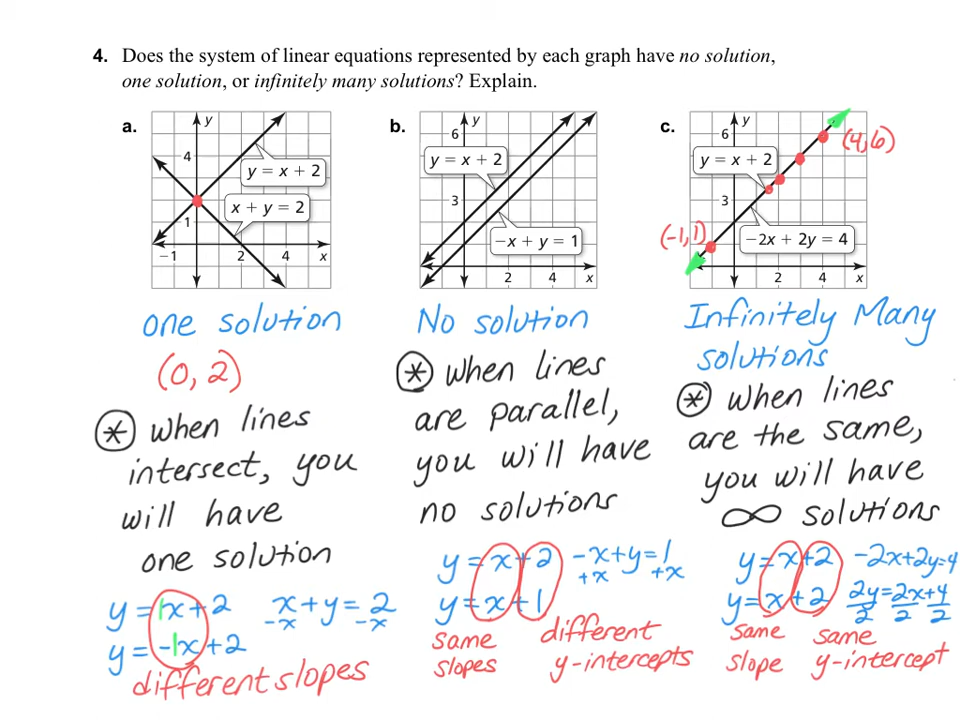 4. Does the system of linear equations represented by each graph have no solution,
one solution, or infinitely many solutions? Explain.
a.
y
4
1
-1
2
4
x
y = x + 2
x + y = 2
b.
y
6
3
2
4
x
y = x + 2
-x + y = 1
c.
y
6
3
2
4
x
y = x + 2
-2x + 2y = 4
(4,6)
(-1,1)
one solution
(0, 2)
* when lines
intersect, you
will have
one solution
y = 1x + 2
y = -1x + 2
x + y = 2
-x -x
different slopes
No solution
* when lines
are parallel,
you will have
no solutions
y = x + 2
y = x + 1
-x + y = 1
+x +x
same
slopes
different
y-intercepts
Infinitely Many
solutions
* when lines
are the same,
you will have
∞ solutions
y = x + 2
y = x + 2
-2x + 2y = 4
2y = 2x + 4
2 2 2
same
slope
same
y-intercept